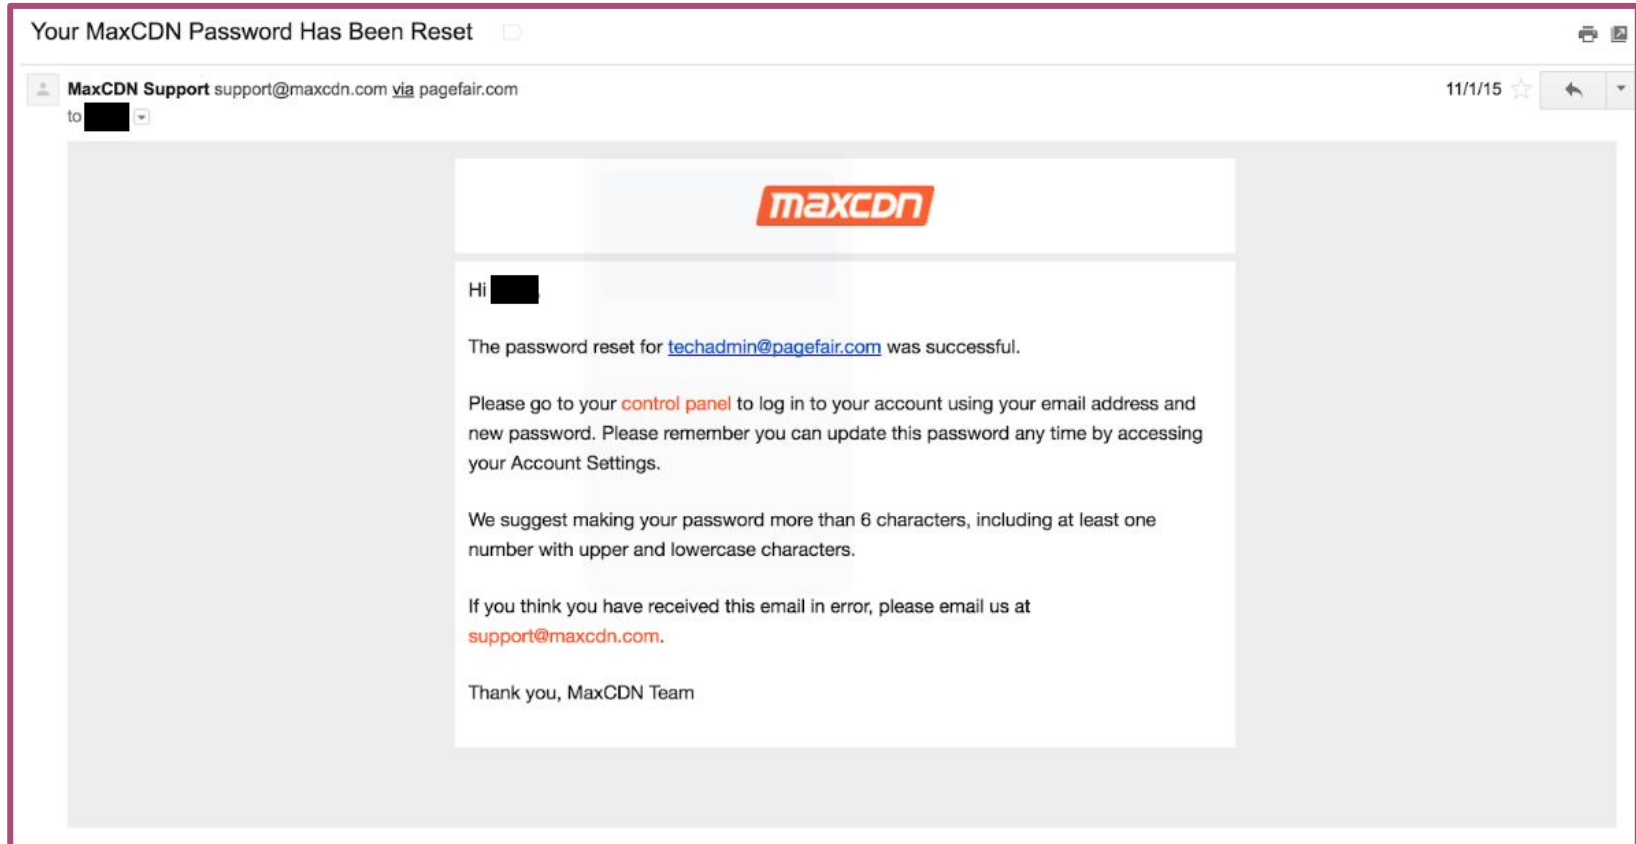 Your MaxCDN Password Has Been Reset
MaxCDN Support support@maxcdn.com via pagefair.com
11/1/15
to
maxcdn
Hi
The password reset for techadmin@pagefair.com was successful.
Please go to your control panel to log in to your account using your email address and
new password. Please remember you can update this password any time by accessing
your Account Settings.
We suggest making your password more than 6 characters, including at least one
number with upper and lowercase characters.
If you think you have received this email in error, please email us at
support@maxcdn.com.
Thank you, MaxCDN Team